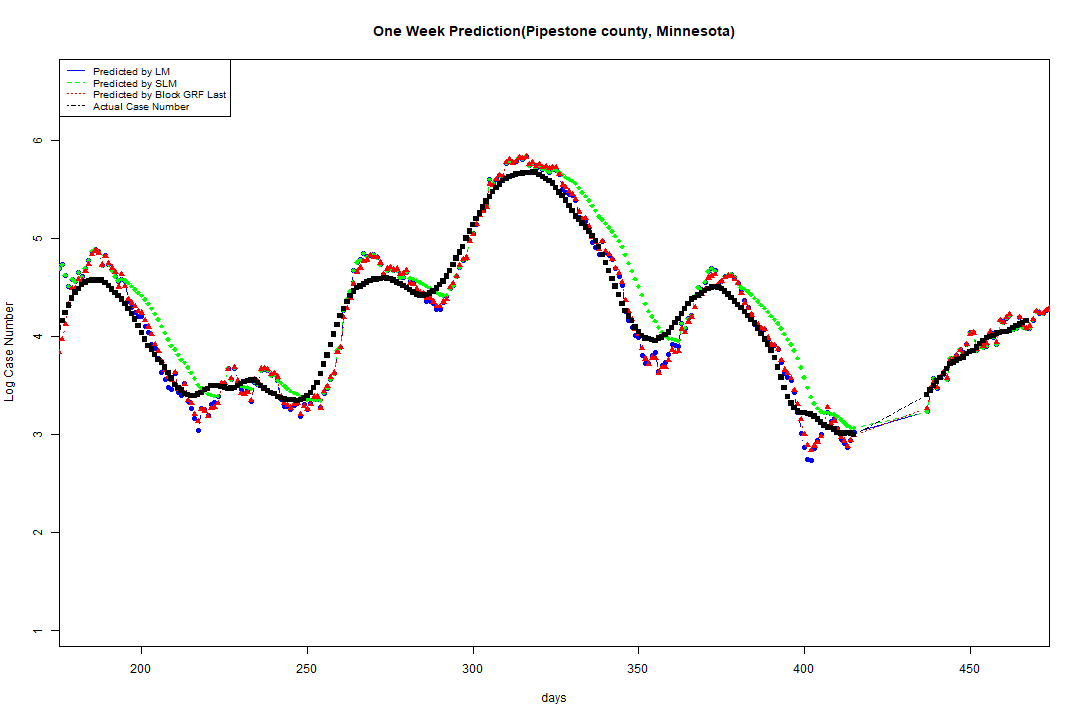 One Week Prediction(Pipestone county, Minnesota)
Predicted by LM
Predicted by SLM
Predicted by Block GRF Last
Actual Case Number
6
5
4
3
2
1
Log Case Number
200 250 300 350 400 450
days